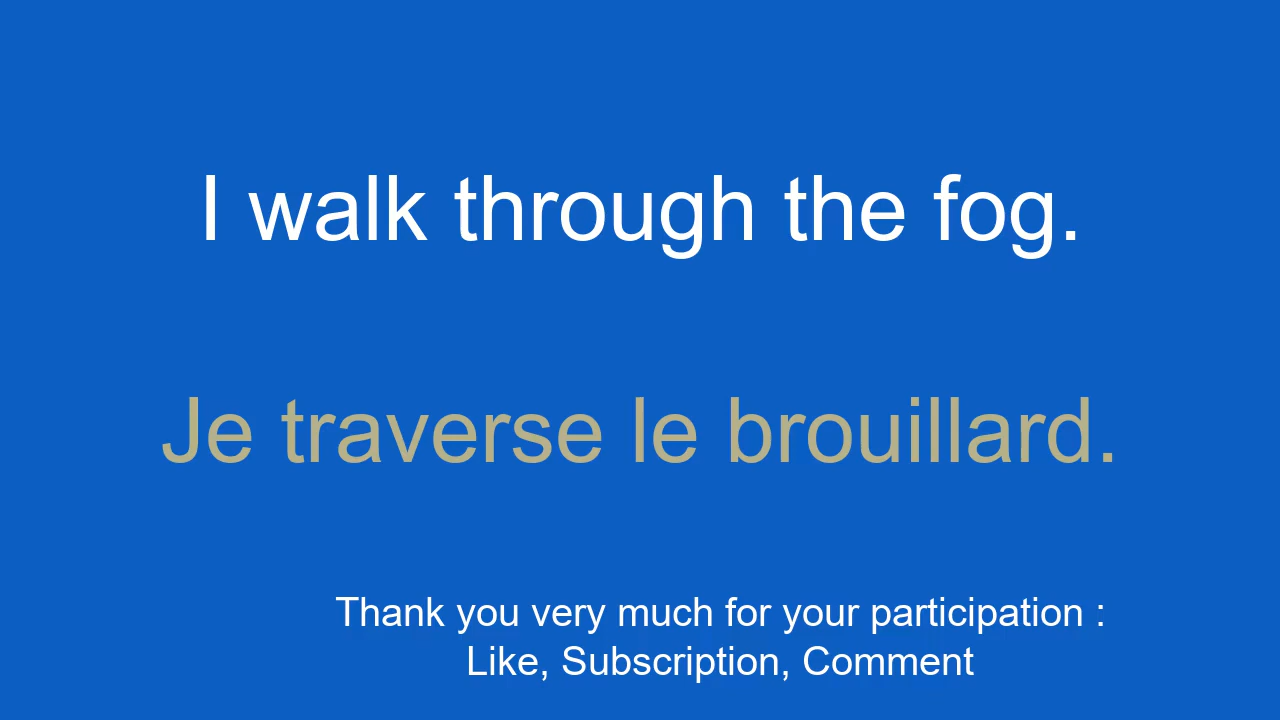 I walk through the fog.
Je traverse le brouillard.
Thank you very much for your participation :
Like, Subscription, Comment